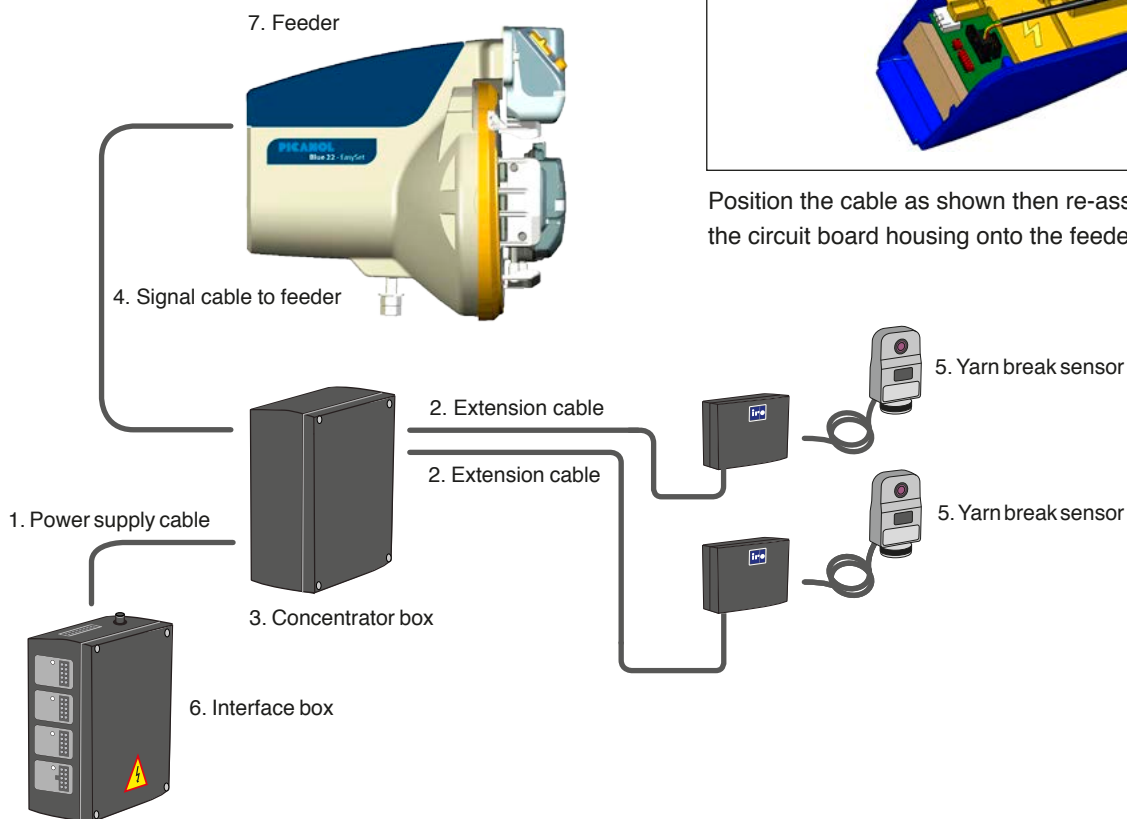 7. Feeder
PICANOL
Blue 22 - EasySet
Position the cable as shown then re-ass
the circuit board housing onto the feede
4. Signal cable to feeder
5. Yarn break sensor
2. Extension cable
iro
2. Extension cable
5. Yarn break sensor
1. Power supply cable
iro
3. Concentrator box
6. Interface box